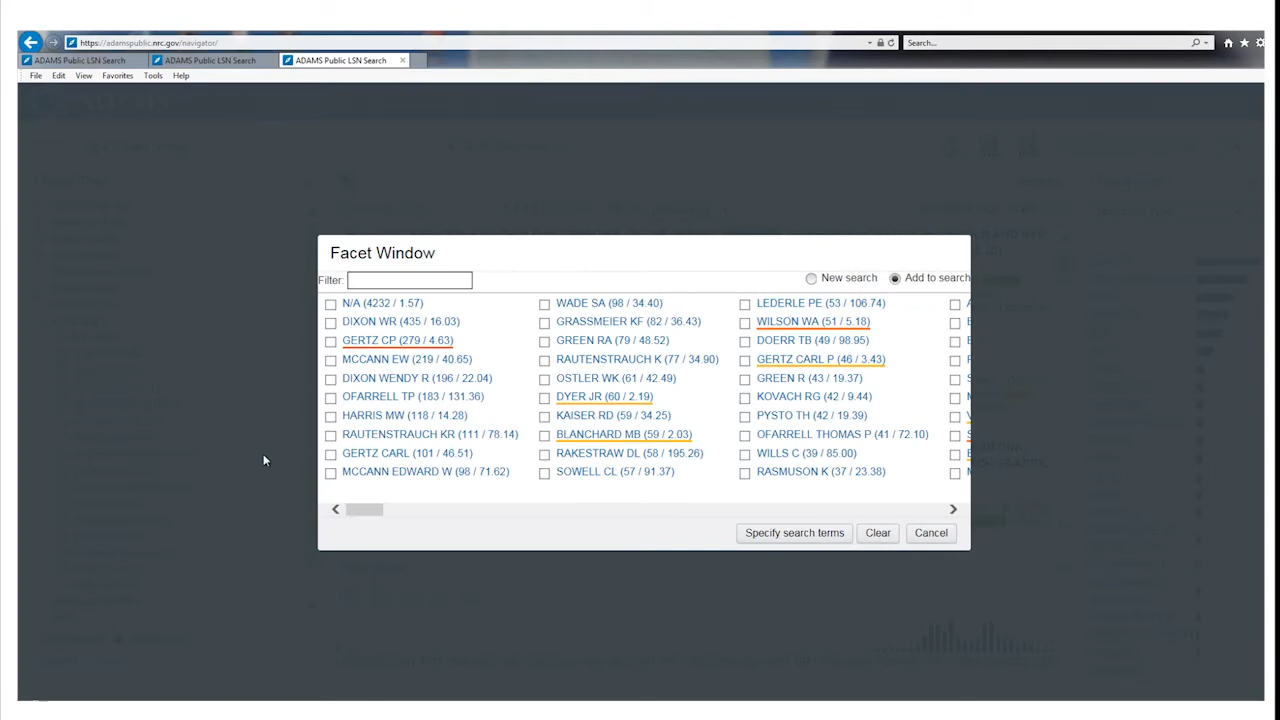 https://adamspublic.nrc.gov/navigator/
Search...
ADAMS Public LSN Search
ADAMS Public LSN Search
ADAMS Public LSN Search
File Edit View Favorites Tools Help
Facet Window
Filter:
New search
Add to search
N/A (4232 / 1.57)
DIXON WR (435 / 16.03)
GERTZ CP (279 / 4.63)
MCCANN EW (219 / 40.65)
DIXON WENDY R (196 / 22.04)
OFARRELL TP (183 / 131.36)
HARRIS MW (118 / 14.28)
RAUTENSTRAUCH KR (111 / 78.14)
GERTZ CARL (101 / 46.51)
MCCANN EDWARD W (98 / 71.62)
WADE SA (98 / 34.40)
GRASSMEIER KF (82 / 36.43)
GREEN RA (79 / 48.52)
RAUTENSTRAUCH K (77 / 34.90)
OSTLER WK (61 / 42.49)
DYER JR (60 / 2.19)
KAISER RD (59 / 34.25)
BLANCHARD MB (59 / 2.03)
RAKESTRAW DL (58 / 195.26)
SOWELL CL (57 / 91.37)
LEDERLE PE (53 / 106.74)
WILSON WA (51 / 5.18)
DOERR TB (49 / 98.95)
GERTZ CARL P (46 / 3.43)
GREEN R (43 / 19.37)
KOVACH RG (42 / 9.44)
PYSTO TH (42 / 19.39)
OFARRELL THOMAS P (41 / 72.10)
WILLS C (39 / 85.00)
RASMUSON K (37 / 23.38)
Specify search terms
Clear
Cancel